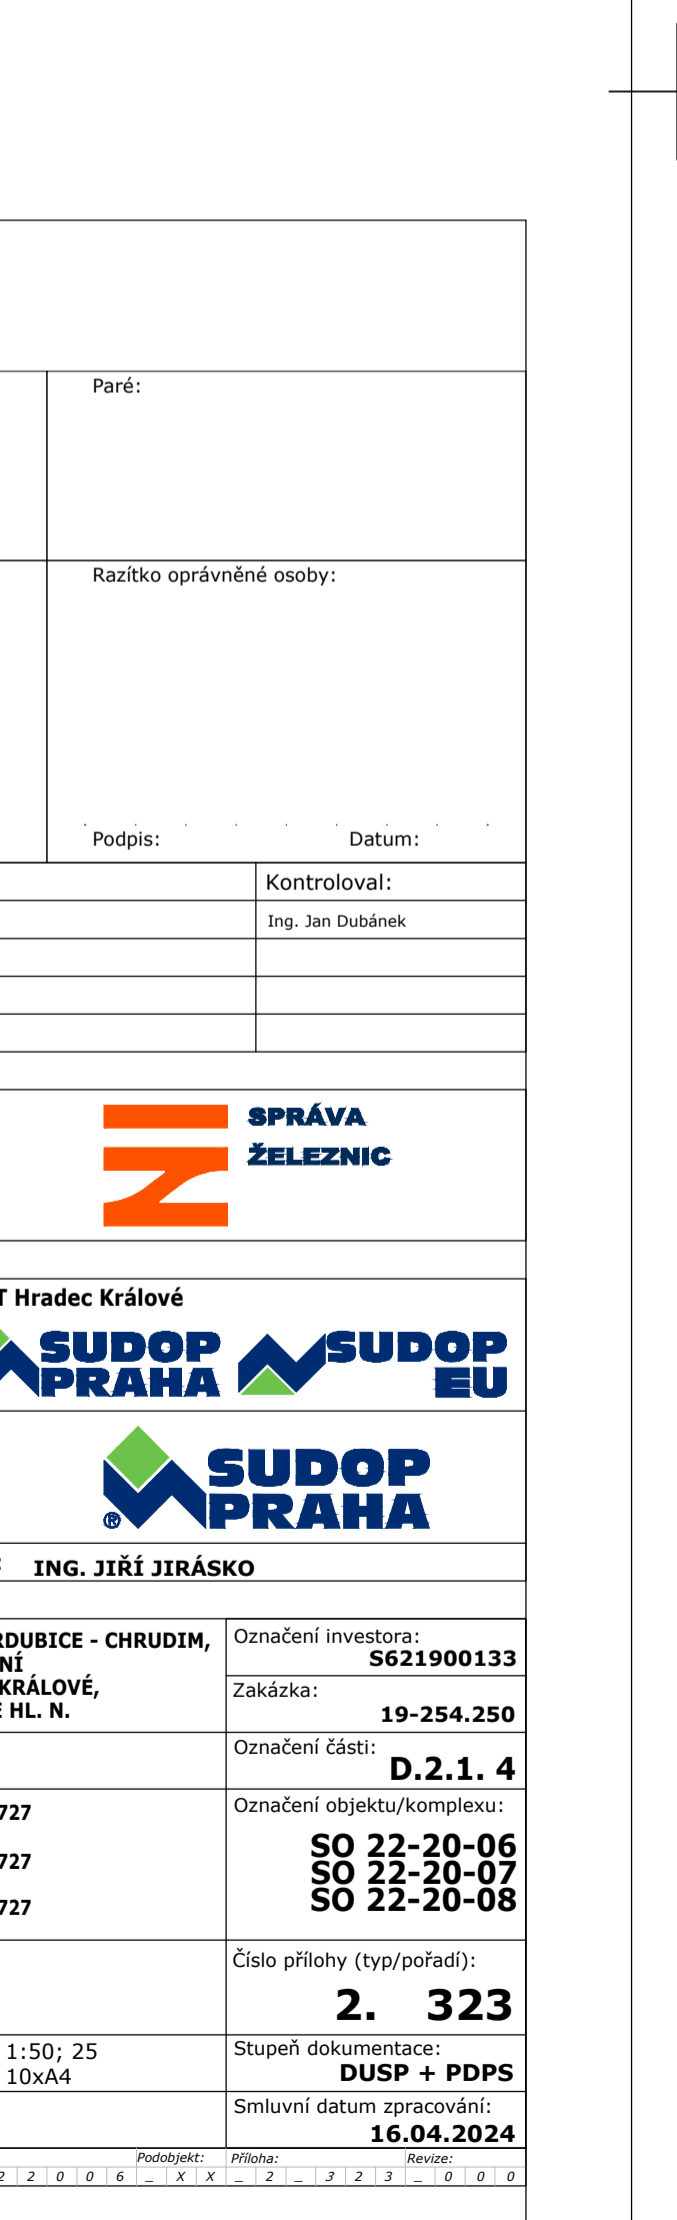 Paré:
Razítko oprávněné osoby:
Podpis: Datum:
Kontroloval:
Ing. Jan Dubánek
SPRÁVA
ŽELEZNIC
T Hradec Králové
SUDOP
PRAHA
SUDOP
EU
SUDOP
PRAHA
®
: ING. JIŘÍ JIRÁSKO
RDUBICE - CHRUDIM,
NÍ
KRÁLOVÉ,
E HL. N.
Označení investora:
S621900133
Zakázka:
19-254.250
Označení části:
D.2.1. 4
727
727
727
Označení objektu/komplexu:
SO 22-20-06
SO 22-20-07
SO 22-20-08
Číslo přílohy (typ/pořadí):
2. 323
1:50; 25
10xA4
Stupeň dokumentace:
DUSP + PDPS
Smluvní datum zpracování:
16.04.2024
Podobjekt: Příloha: Revize:
2 2 0 0 6 _ X X _ 2 _ 3 2 3 _ 0 0 0